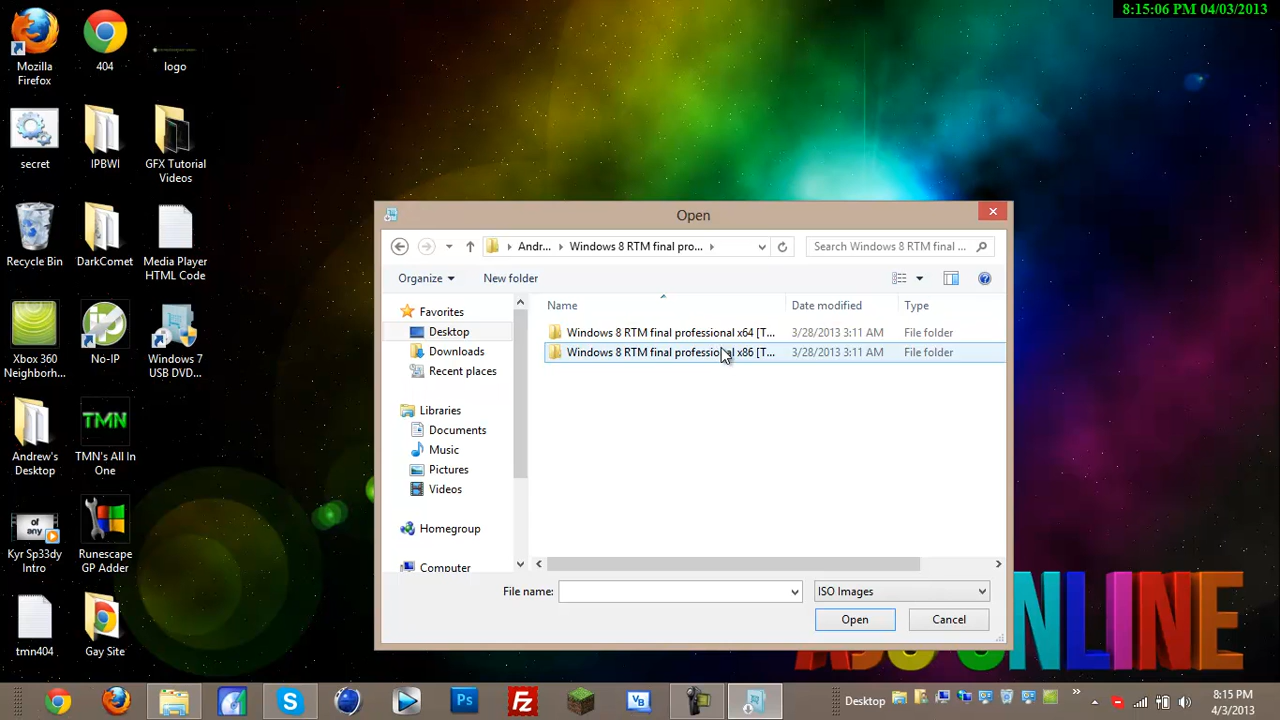 8:15:06 PM 04/03/2013
Mozilla
Firefox
404
logo
secret
IPBWI
GFX Tutorial
Videos
Recycle Bin
DarkComet
Media Player
HTML Code
Xbox 360
Neighborh...
No-IP
Windows 7
USB DVD...
Andrew's
Desktop
TMN
TMN's All In
One
of
any
Kyr Sp33dy
Intro
Runescape
GP Adder
tmn404
Gay Site
Open
Andr...
Windows 8 RTM final pro...
Search Windows 8 RTM final ...
Organize
New folder
Favorites
Desktop
Downloads
Recent places
Libraries
Documents
Music
Pictures
Videos
Homegroup
Computer
Name
Date modified
Type
Windows 8 RTM final professional x64 [T...
3/28/2013 3:11 AM
File folder
Windows 8 RTM final professional x86 [T...
3/28/2013 3:11 AM
File folder
File name:
ISO Images
Open
Cancel
NLINE
Ps
Fz
VB
Desktop
8:15 PM
4/3/2013